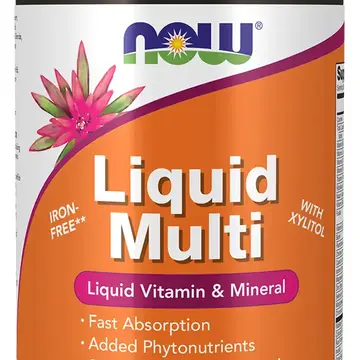 NOW
Liquid
Multi
IRON-
FREE**
WITH
XYLITOL
Liquid Vitamin & Mineral
• Fast Absorption
• Added Phytonutrients